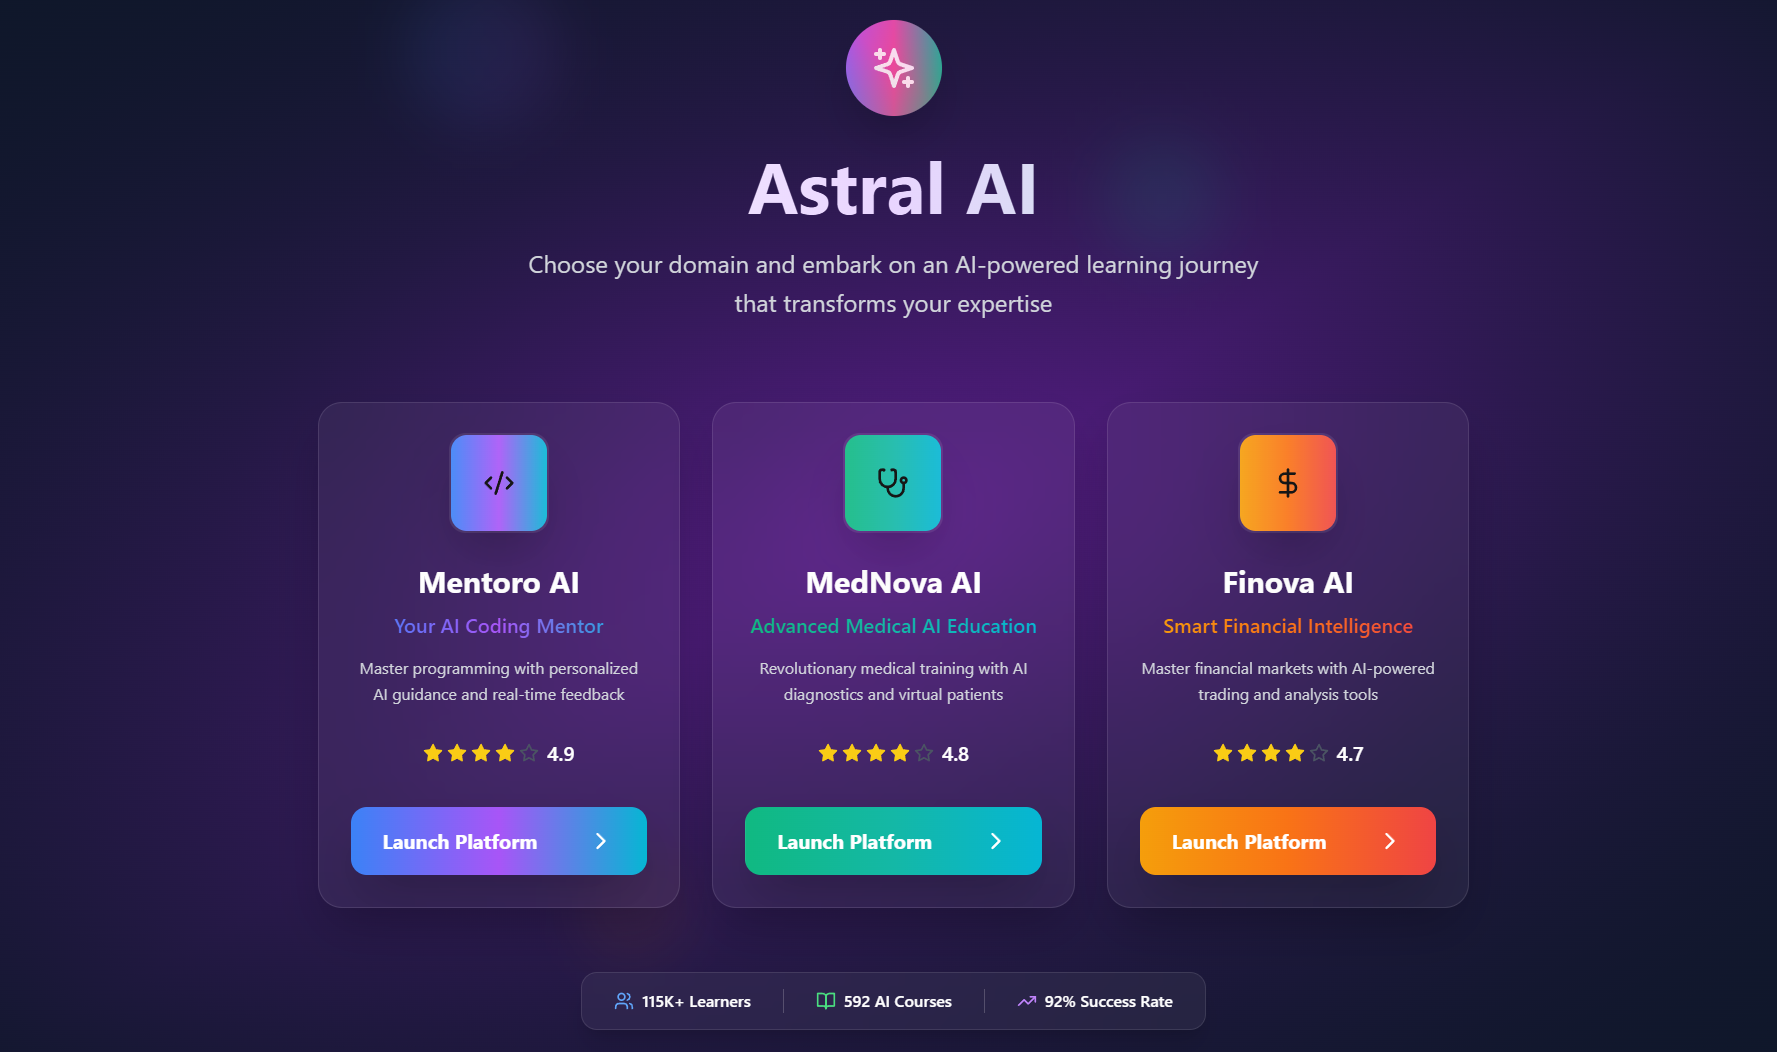 Astral AI
Choose your domain and embark on an AI-powered learning journey
that transforms your expertise
Mentoro AI
Your AI Coding Mentor
Master programming with personalized
AI guidance and real-time feedback
4.9
Launch Platform
MedNova AI
Advanced Medical AI Education
Revolutionary medical training with AI
diagnostics and virtual patients
4.8
Launch Platform
Finova AI
Smart Financial Intelligence
Master financial markets with AI-powered
trading and analysis tools
4.7
Launch Platform
115K+ Learners
592 AI Courses
92% Success Rate